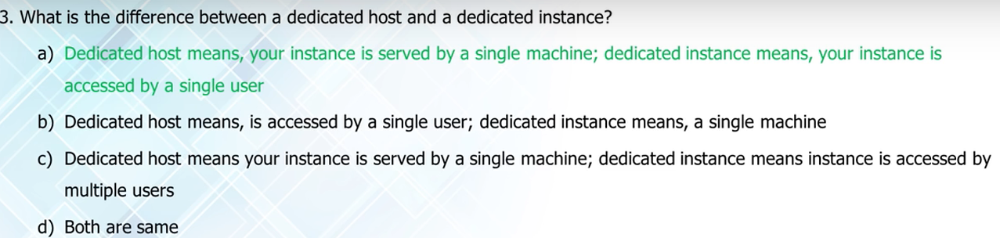 3. What is the difference between a dedicated host and a dedicated instance?
a) Dedicated host means, your instance is served by a single machine; dedicated instance means, your instance is
accessed by a single user
b) Dedicated host means, is accessed by a single user; dedicated instance means, a single machine
c) Dedicated host means your instance is served by a single machine; dedicated instance means instance is accessed by
multiple users
d) Both are same